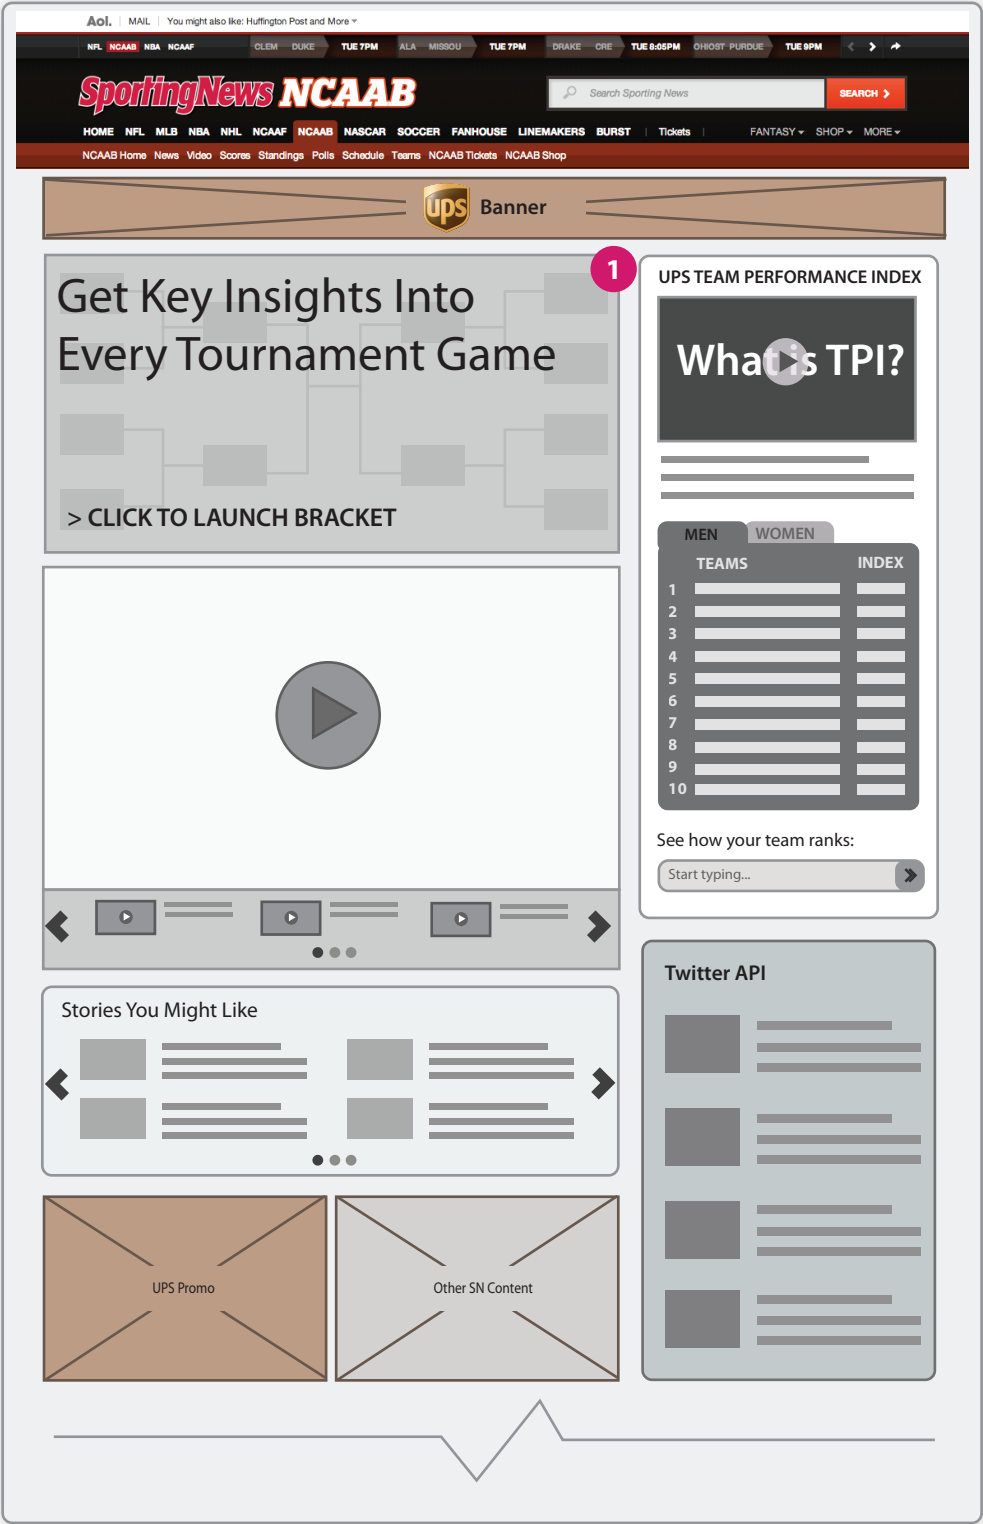 Aol. MAIL You might also like: Huffington Post and More
NFL NCAAB NBA NCAAF CLEM DUKE TUE 7PM ALA MISSOU TUE 7PM DRAKE CRE TUE 8:05PM OHIOST PURDUE TUE 9PM
SportingNews NCAAB
Search Sporting News SEARCH
HOME NFL MLB NBA NHL NCAAF NCAAB NASCAR SOCCER FANHOUSE LINEMAKERS BURST Tickets FANTASY SHOP MORE
NCAAB Home News Video Scores Standings Polls Schedule Teams NCAAB Tickets NCAAB Shop
ups Banner
Get Key Insights Into
Every Tournament Game
> CLICK TO LAUNCH BRACKET
1
UPS TEAM PERFORMANCE INDEX
What is TPI?
MEN WOMEN
TEAMS INDEX
1
2
3
4
5
6
7
8
9
10
See how your team ranks:
Start typing...
Stories You Might Like
Twitter API
UPS Promo
Other SN Content